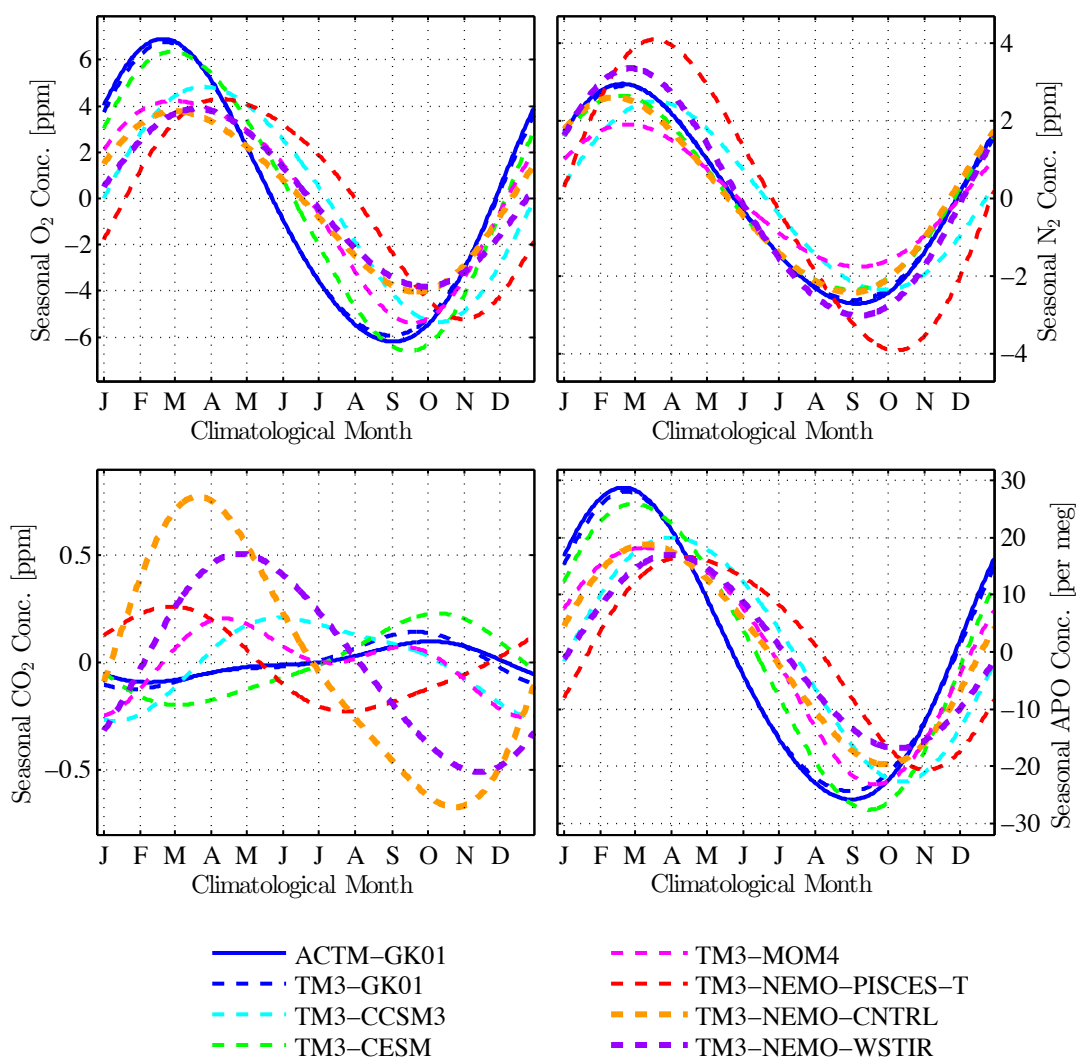 Seasonal O₂ Conc. [ppm]
6
4
2
0
−2
−4
−6
J F M A M J J A S O N D
Climatological Month
Seasonal N₂ Conc. [ppm]
4
2
0
−2
−4
J F M A M J J A S O N D
Climatological Month
Seasonal CO₂ Conc. [ppm]
0.5
0
−0.5
J F M A M J J A S O N D
Climatological Month
Seasonal APO Conc. [per meg]
30
20
10
0
−10
−20
−30
J F M A M J J A S O N D
Climatological Month
ACTM−GK01
TM3−GK01
TM3−CCSM3
TM3−CESM
TM3−MOM4
TM3−NEMO−PISCES−T
TM3−NEMO−CNTRL
TM3−NEMO−WSTIR